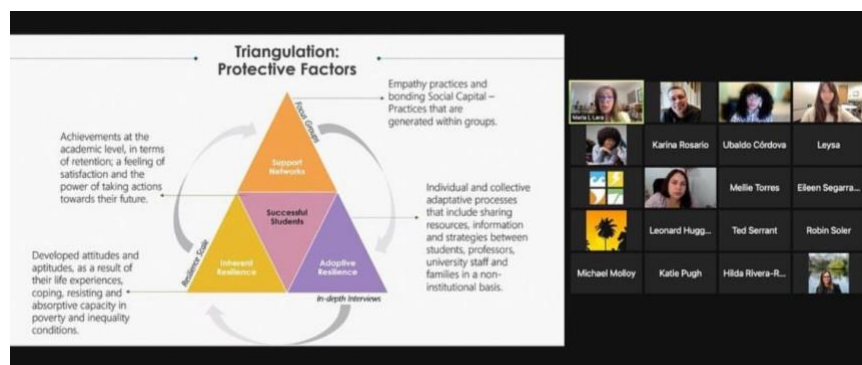 Triangulation:
Protective Factors
Empathy practices and
bonding Social Capital –
Practices that are
generated within groups.
Focus Groups
Achievements at the
academic level, in terms
of retention; a feeling of
satisfaction and the
power of taking actions
towards their future.
Support
Networks
Successful
Students
Individual and collective
adaptative processes
that include sharing
resources, information
and strategies between
students, professors,
university staff and
families in a non-
institutional basis.
Developed attitudes and
aptitudes, as a result of
their life experiences,
coping, resisting and
absorptive capacity in
poverty and inequality
conditions.
Resilience Scale
Inherent
Resilience
Adaptive
Resilience
In-depth Interviews
María I. Lara
Karina Rosario
Ubaldo Córdova
Leysa
Mellie Torres
Eileen Segarra...
Leonard Hugg...
Ted Serrant
Robin Soler
Michael Molloy
Katie Pugh
Hilda Rivera-R...